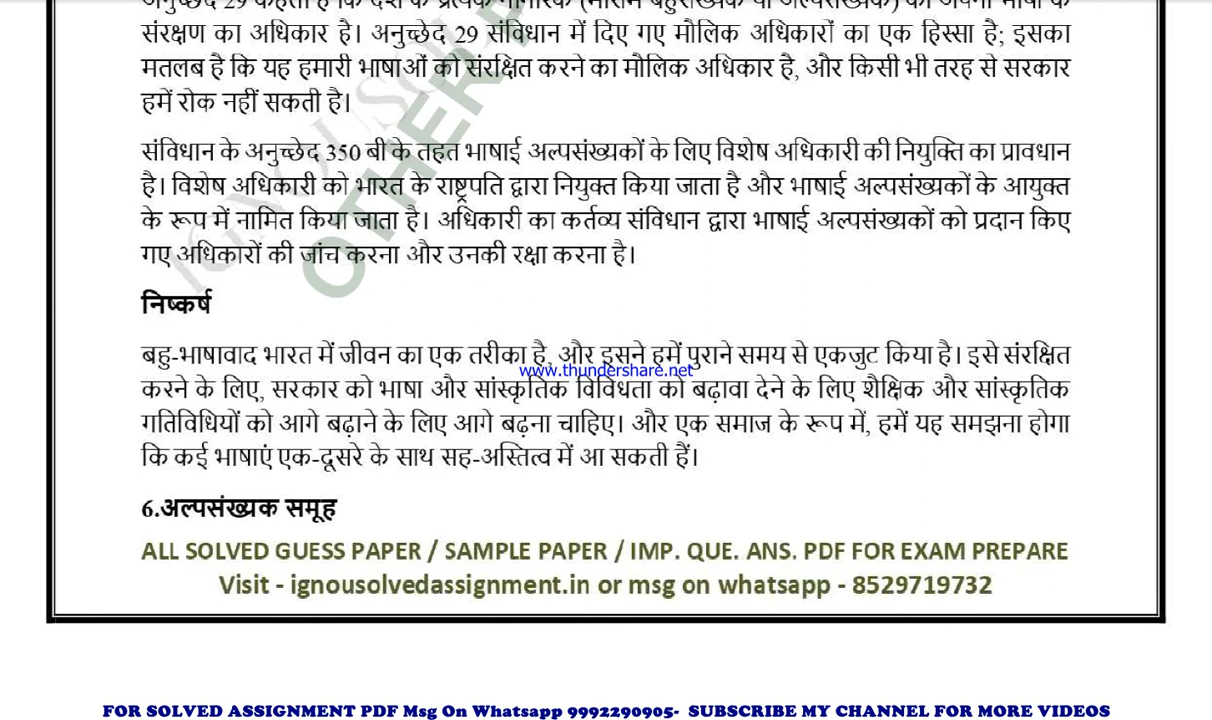 अनुच्छेद 29 कहता है कि देश के प्रत्येक नागरिक
संरक्षण का अधिकार है। अनुच्छेद 29 संविधान में दिए गए मौलिक अधिकारों का एक हिस्सा है; इसका
मतलब है कि यह हमारी भाषाओं को संरक्षित करने का मौलिक अधिकार है, और किसी भी तरह से सरकार
हमें रोक नहीं सकती है।
संविधान के अनुच्छेद 350 बी के तहत भाषाई अल्पसंख्यकों के लिए विशेष अधिकारी की नियुक्ति का प्रावधान
है। विशेष अधिकारी को भारत के राष्ट्रपति द्वारा नियुक्त किया जाता है और भाषाई अल्पसंख्यकों के आयुक्त
के रूप में नामित किया जाता है। अधिकारी का कर्तव्य संविधान द्वारा भाषाई अल्पसंख्यकों को प्रदान किए
गए अधिकारों की जांच करना और उनकी रक्षा करना है।
निष्कर्ष
बहु-भाषावाद भारत में जीवन का एक तरीका है, और इसने हमें पुराने समय से एकजुट किया है। इसे संरक्षित
www.thundershare.net
करने के लिए, सरकार को भाषा और सांस्कृतिक विविधता को बढ़ावा देने के लिए शैक्षिक और सांस्कृतिक
गतिविधियों को आगे बढ़ाने के लिए आगे बढ़ना चाहिए। और एक समाज के रूप में, हमें यह समझना होगा
कि कई भाषाएं एक-दूसरे के साथ सह-अस्तित्व में आ सकती हैं।
6.अल्पसंख्यक समूह
ALL SOLVED GUESS PAPER / SAMPLE PAPER / IMP. QUE. ANS. PDF FOR EXAM PREPARE
Visit - ignousolvedassignment.in or msg on whatsapp - 8529719732
FOR SOLVED ASSIGNMENT PDF Msg On Whatsapp 9992290905- SUBSCRIBE MY CHANNEL FOR MORE VIDEOS
OTHER